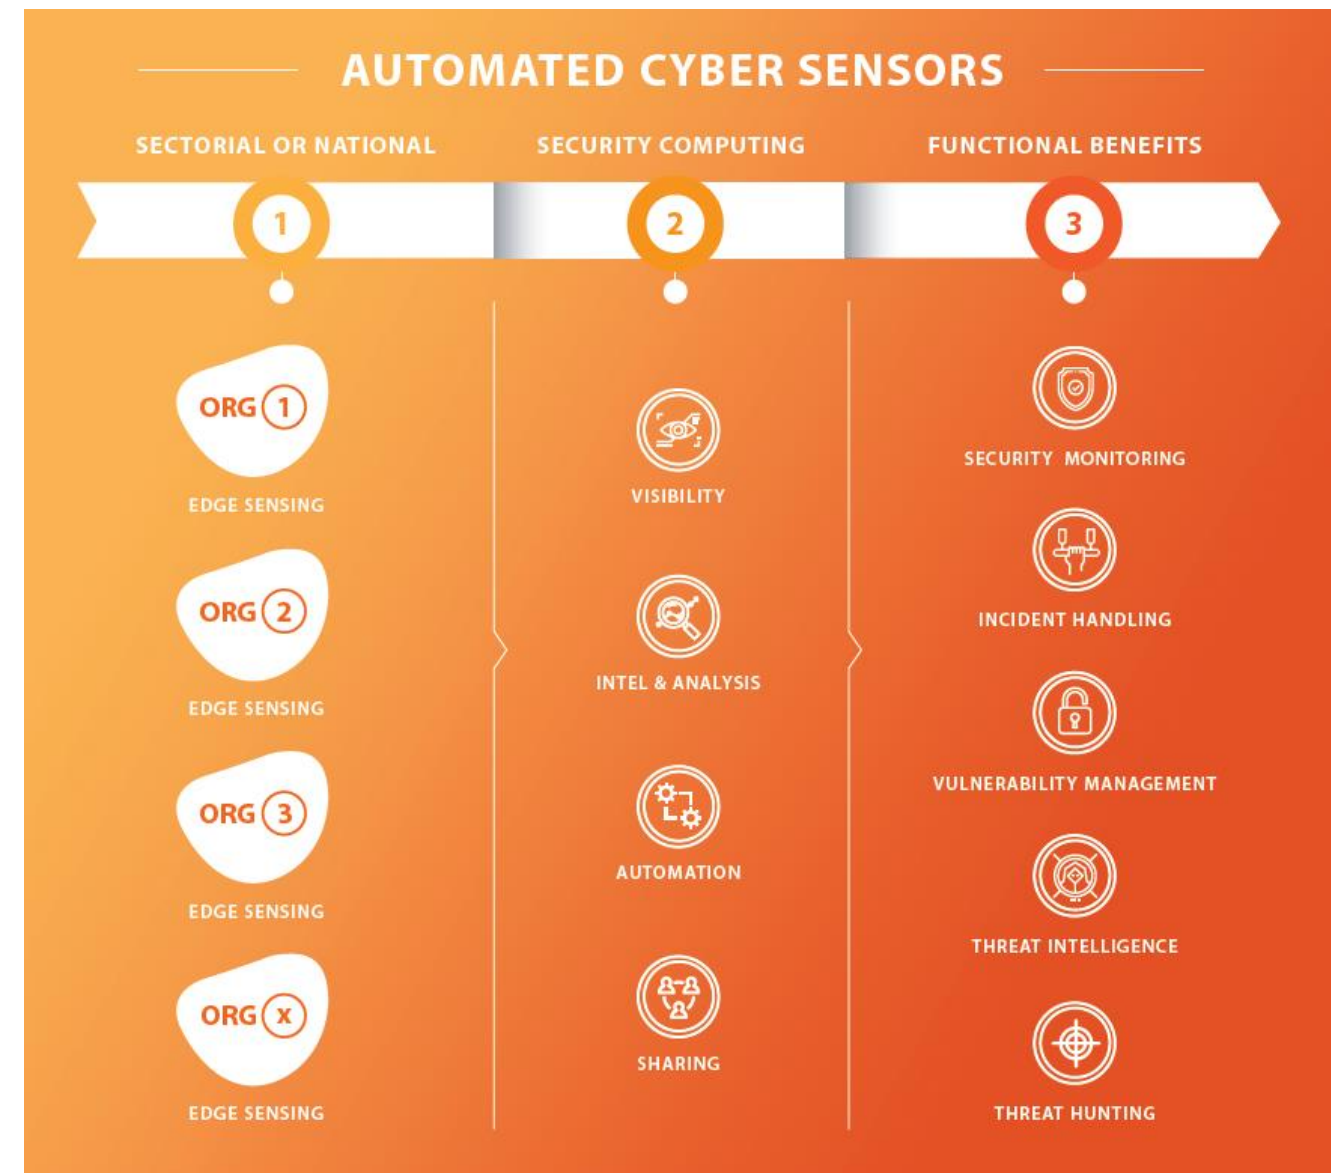 AUTOMATED CYBER SENSORS
SECTORIAL OR NATIONAL
SECURITY COMPUTING
FUNCTIONAL BENEFITS
1
2
3
ORG 1
EDGE SENSING
ORG 2
EDGE SENSING
ORG 3
EDGE SENSING
ORG X
EDGE SENSING
VISIBILITY
INTEL & ANALYSIS
AUTOMATION
SHARING
SECURITY MONITORING
INCIDENT HANDLING
VULNERABILITY MANAGEMENT
THREAT INTELLIGENCE
THREAT HUNTING